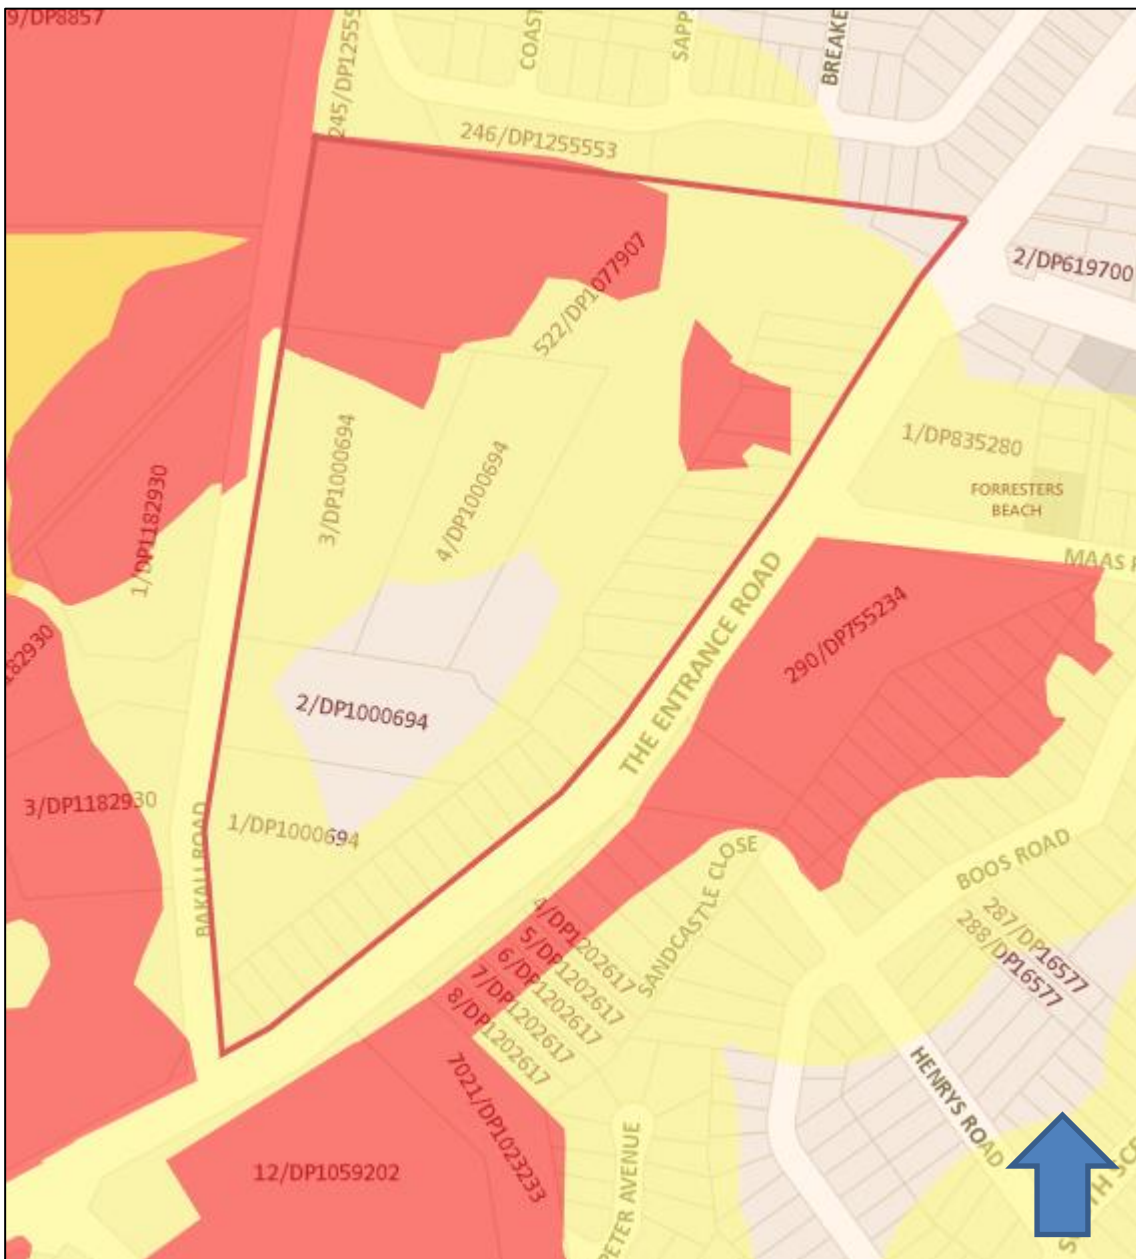 9/DP8857
245/DP12555
COAST
SAPP
BREAKE
246/DP1255553
2/DP619700
522/DP1077907
1/DP835280
FORRESTERS
BEACH
MAAS R
3/DP1000694
4/DP1000694
1/DP1182930
290/DP755234
THE ENTRANCE ROAD
182930
2/DP1000694
3/DP1182930
1/DP1000694
BAKALI ROAD
BOOS ROAD
SANDCASTLE CLOSE
4/DP1202617
5/DP1202617
6/DP1202617
7/DP1202617
8/DP1202617
287/DP16577
288/DP16577
HENRYS ROAD
7021/DP1023233
12/DP1059202
PETER AVENUE